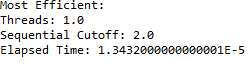 Most Efficient:
Threads: 1.0
Sequential Cutoff: 2.0
Elapsed Time: 1.3432000000000001E-5